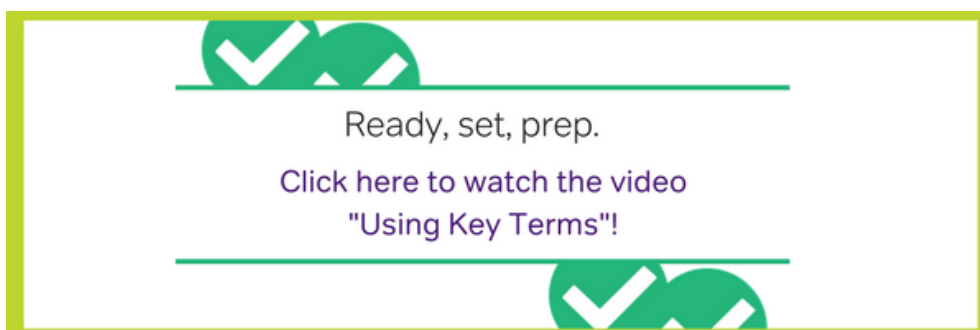 Ready, set, prep.
Click here to watch the video
"Using Key Terms"!